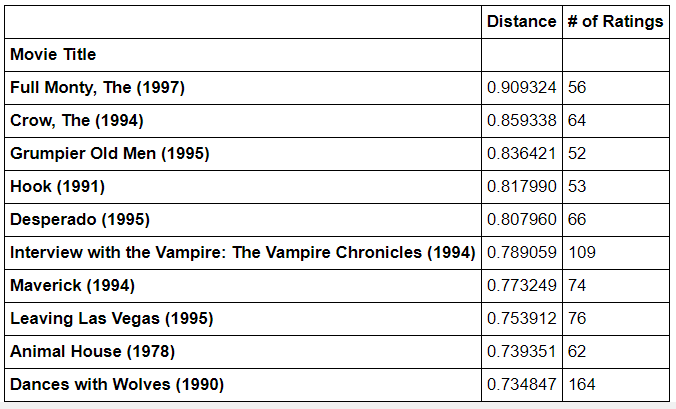 Distance # of Ratings
Movie Title
Full Monty, The (1997) 0.909324 56
Crow, The (1994) 0.859338 64
Grumpier Old Men (1995) 0.836421 52
Hook (1991) 0.817990 53
Desperado (1995) 0.807960 66
Interview with the Vampire: The Vampire Chronicles (1994) 0.789059 109
Maverick (1994) 0.773249 74
Leaving Las Vegas (1995) 0.753912 76
Animal House (1978) 0.739351 62
Dances with Wolves (1990) 0.734847 164